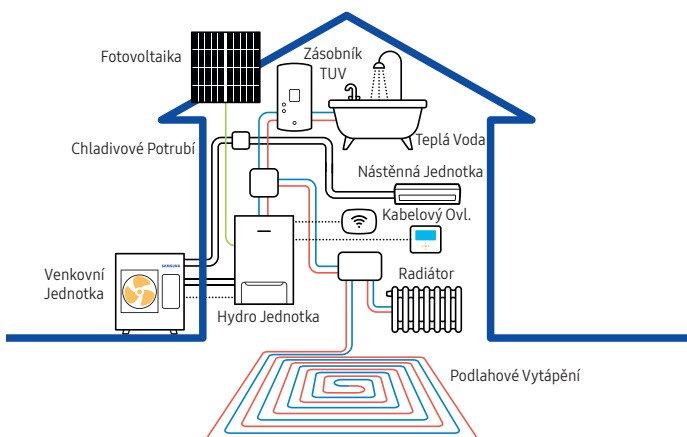 Fotovoltaika
Zásobník
TUV
Teplá Voda
Chladivové Potrubí
Nástěnná Jednotka
Kabelový Ovl.
Venkovní
Jednotka
SAMSUNG
Radiátor
Hydro Jednotka
Podlahové Vytápění